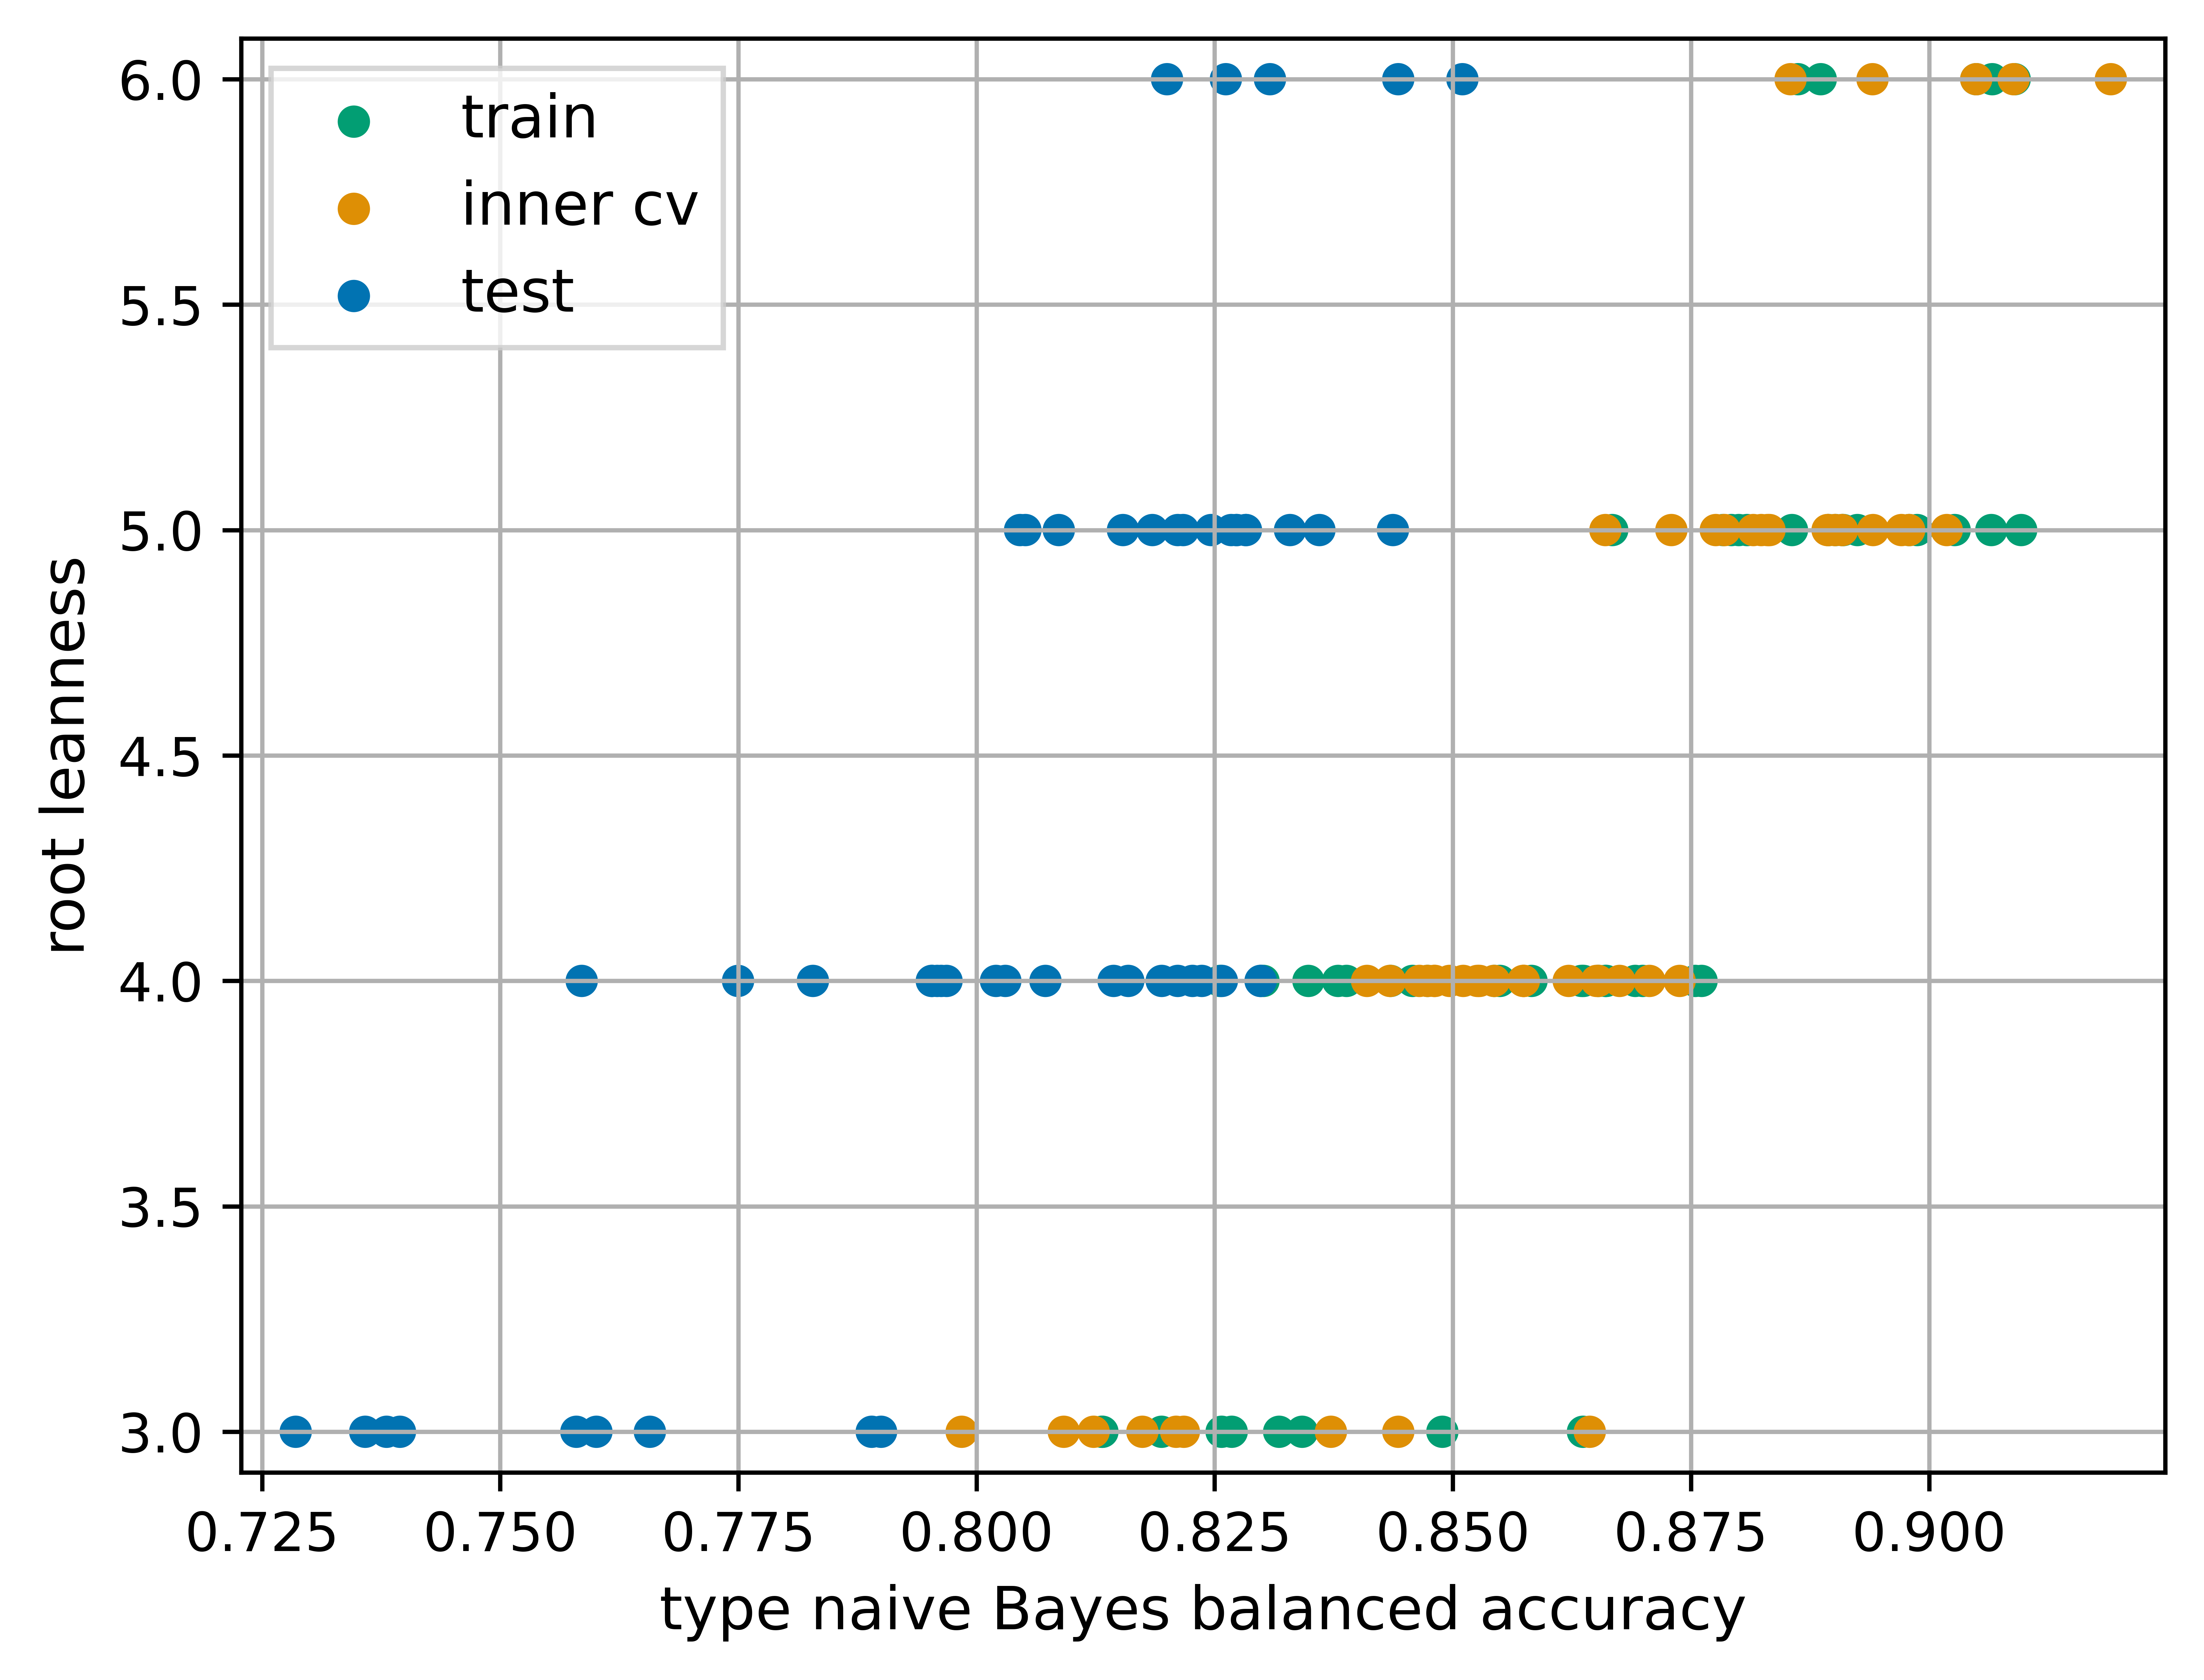 train
inner cv
test
6.0
5.5
5.0
4.5
4.0
3.5
3.0
root leanness
0.725 0.750 0.775 0.800 0.825 0.850 0.875 0.900
type naive Bayes balanced accuracy